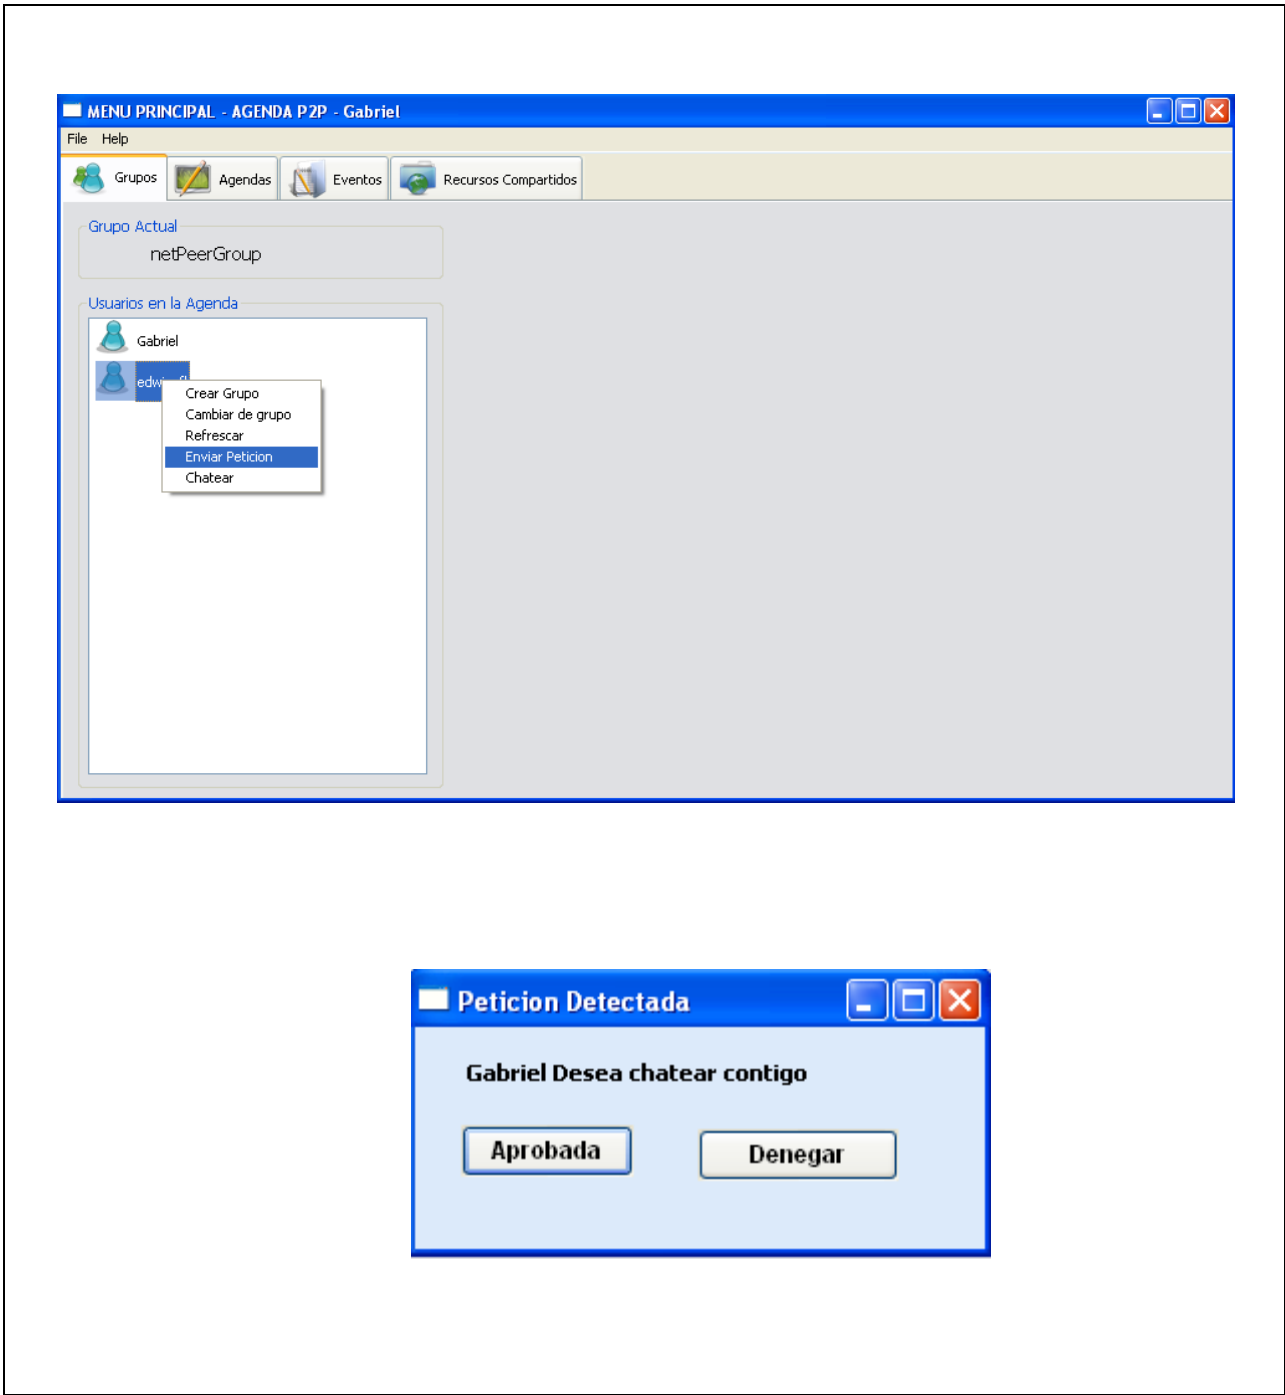 MENU PRINCIPAL - AGENDA P2P - Gabriel
File Help
Grupos Agendas Eventos Recursos Compartidos
Grupo Actual
netPeerGroup
Usuarios en la Agenda
Gabriel
Crear Grupo
Cambiar de grupo
Refrescar
Enviar Peticion
Chatear
Peticion Detectada
Gabriel Desea chatear contigo
Aprobada Denegar